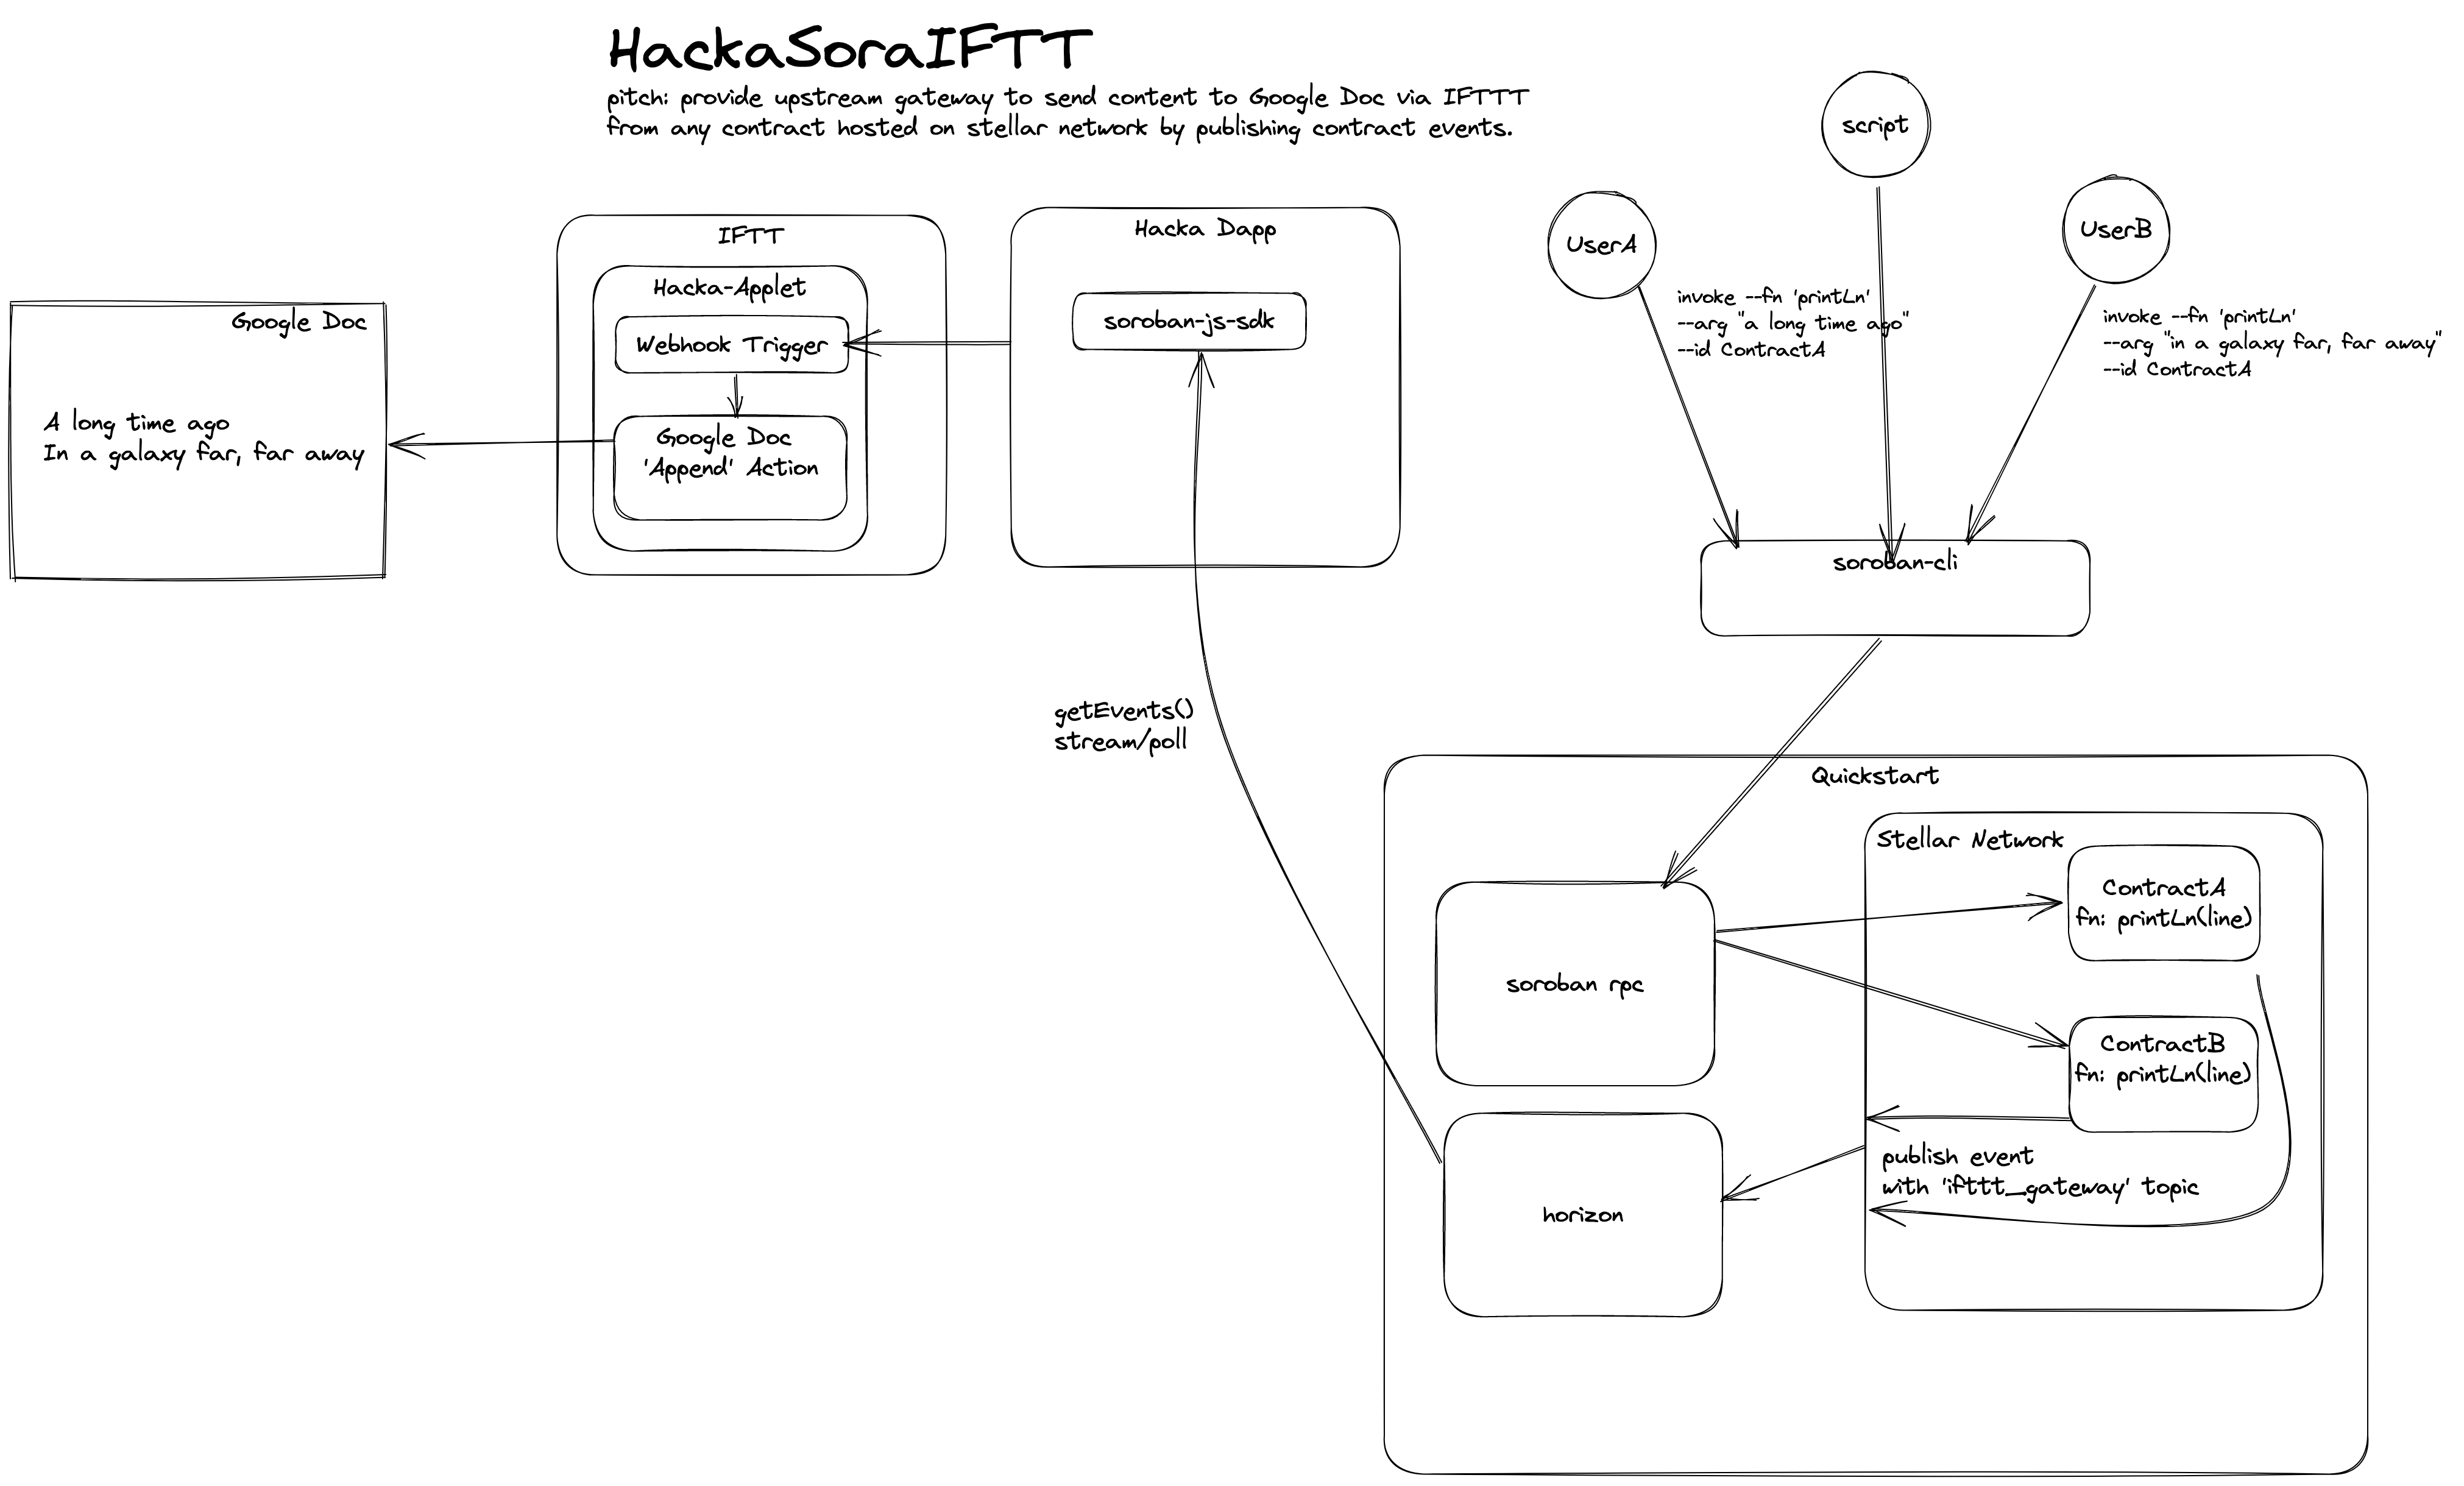 HackaSoraIFTT
pitch: provide upstream gateway to send content to Google Doc via IFTTT
from any contract hosted on stellar network by publishing contract events.
script
UserA
UserB
IFTT
Hacka Dapp
Hacka-Applet
Webhook Trigger
Google Doc
'Append' Action
soroban-js-sdk
Google Doc
A long time ago
In a galaxy far, far away
invoke --fn 'printLn'
--arg "a long time ago"
--id ContractA
invoke --fn 'printLn'
--arg "in a galaxy far, far away"
--id ContractA
soroban-cli
getEvents()
stream/poll
Quickstart
Stellar Network
ContractA
fn: printLn(line)
soroban rpc
ContractB
fn: printLn(line)
publish event
with 'ifttt_gateway' topic
horizon